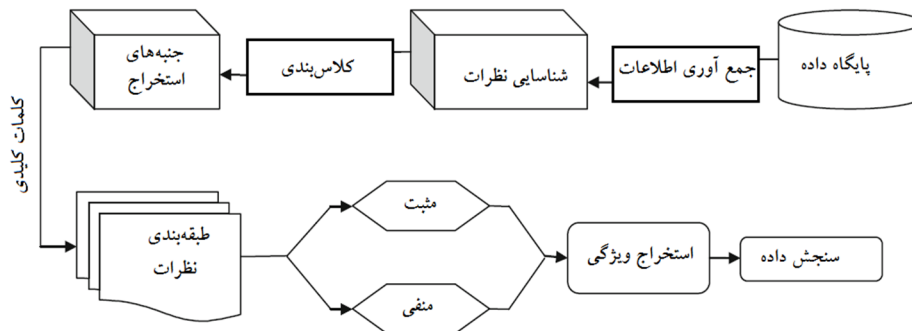 پایگاه داده
جمع آوری اطلاعات
شناسایی نظرات
کلاس‌بندی
جنبه‌های
استخراج
کلمات کلیدی
طبقه‌بندی
نظرات
مثبت
منفی
استخراج ویژگی
سنجش داده